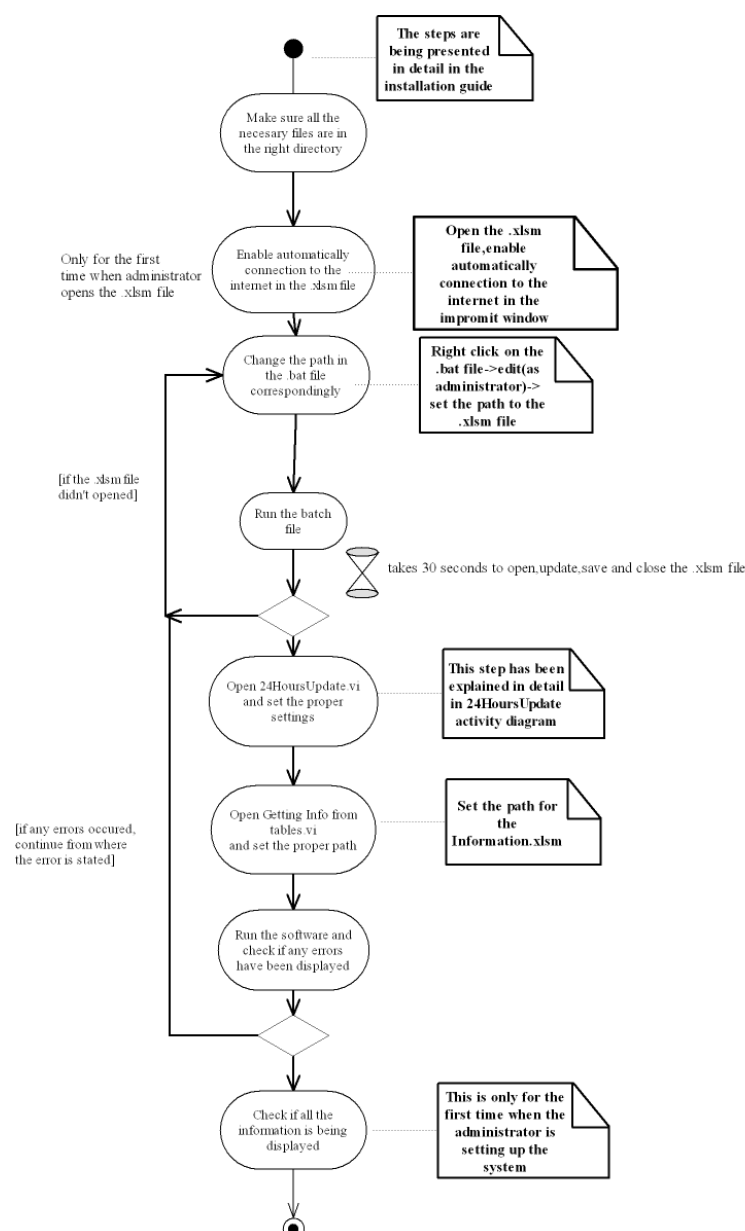 The steps are
being presented
in detail in the
installation guide
Make sure all the
necesary files are in
the right directory
Only for the first
time when administrator
opens the .xlsm file
Enable automatically
connection to the
internet in the .xlsm file
Open the .xlsm
file,enable
automatically
connection to the
internet in the
impromit window
Change the path in
the .bat file
correspondingly
Right click on the
.bat file->edit(as
administrator)->
set the path to the
.xlsm file
[if the .xlsm file
didn't opened]
Run the batch
file
takes 30 seconds to open,update,save and close the .xlsm file
Open 24HoursUpdate.vi
and set the proper
settings
This step has been
explained in detail
in 24HoursUpdate
activity diagram
Open Getting Info from
tables.vi
and set the proper path
Set the path for
the
Information.xlsm
[if any errors occured,
continue from where
the error is stated]
Run the software and
check if any errors
have been displayed
Check if all the
information is being
displayed
This is only for the
first time when the
administrator is
setting up the
system